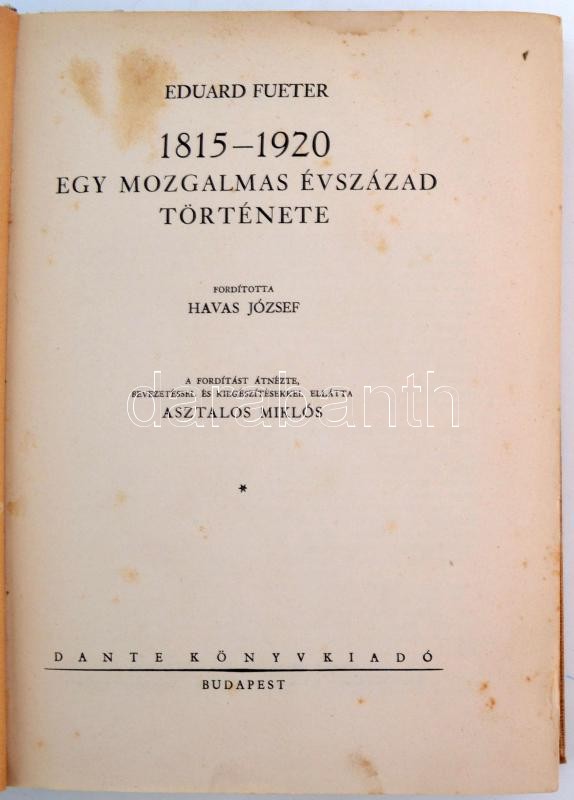 EDUARD FUETER
1815–1920
EGY MOZGALMAS ÉVSZÁZAD
TÖRTÉNETE
FORDÍTOTTA
HAVAS JÓZSEF
A FORDÍTÁST ÁTNÉZTE,
BEVEZETÉSSEL ÉS KIEGÉSZÍTÉSEKKEL ELLÁTTA
darabanth
ASZTALOS MIKLÓS
*
DANTE KÖNYVKIADÓ
BUDAPEST